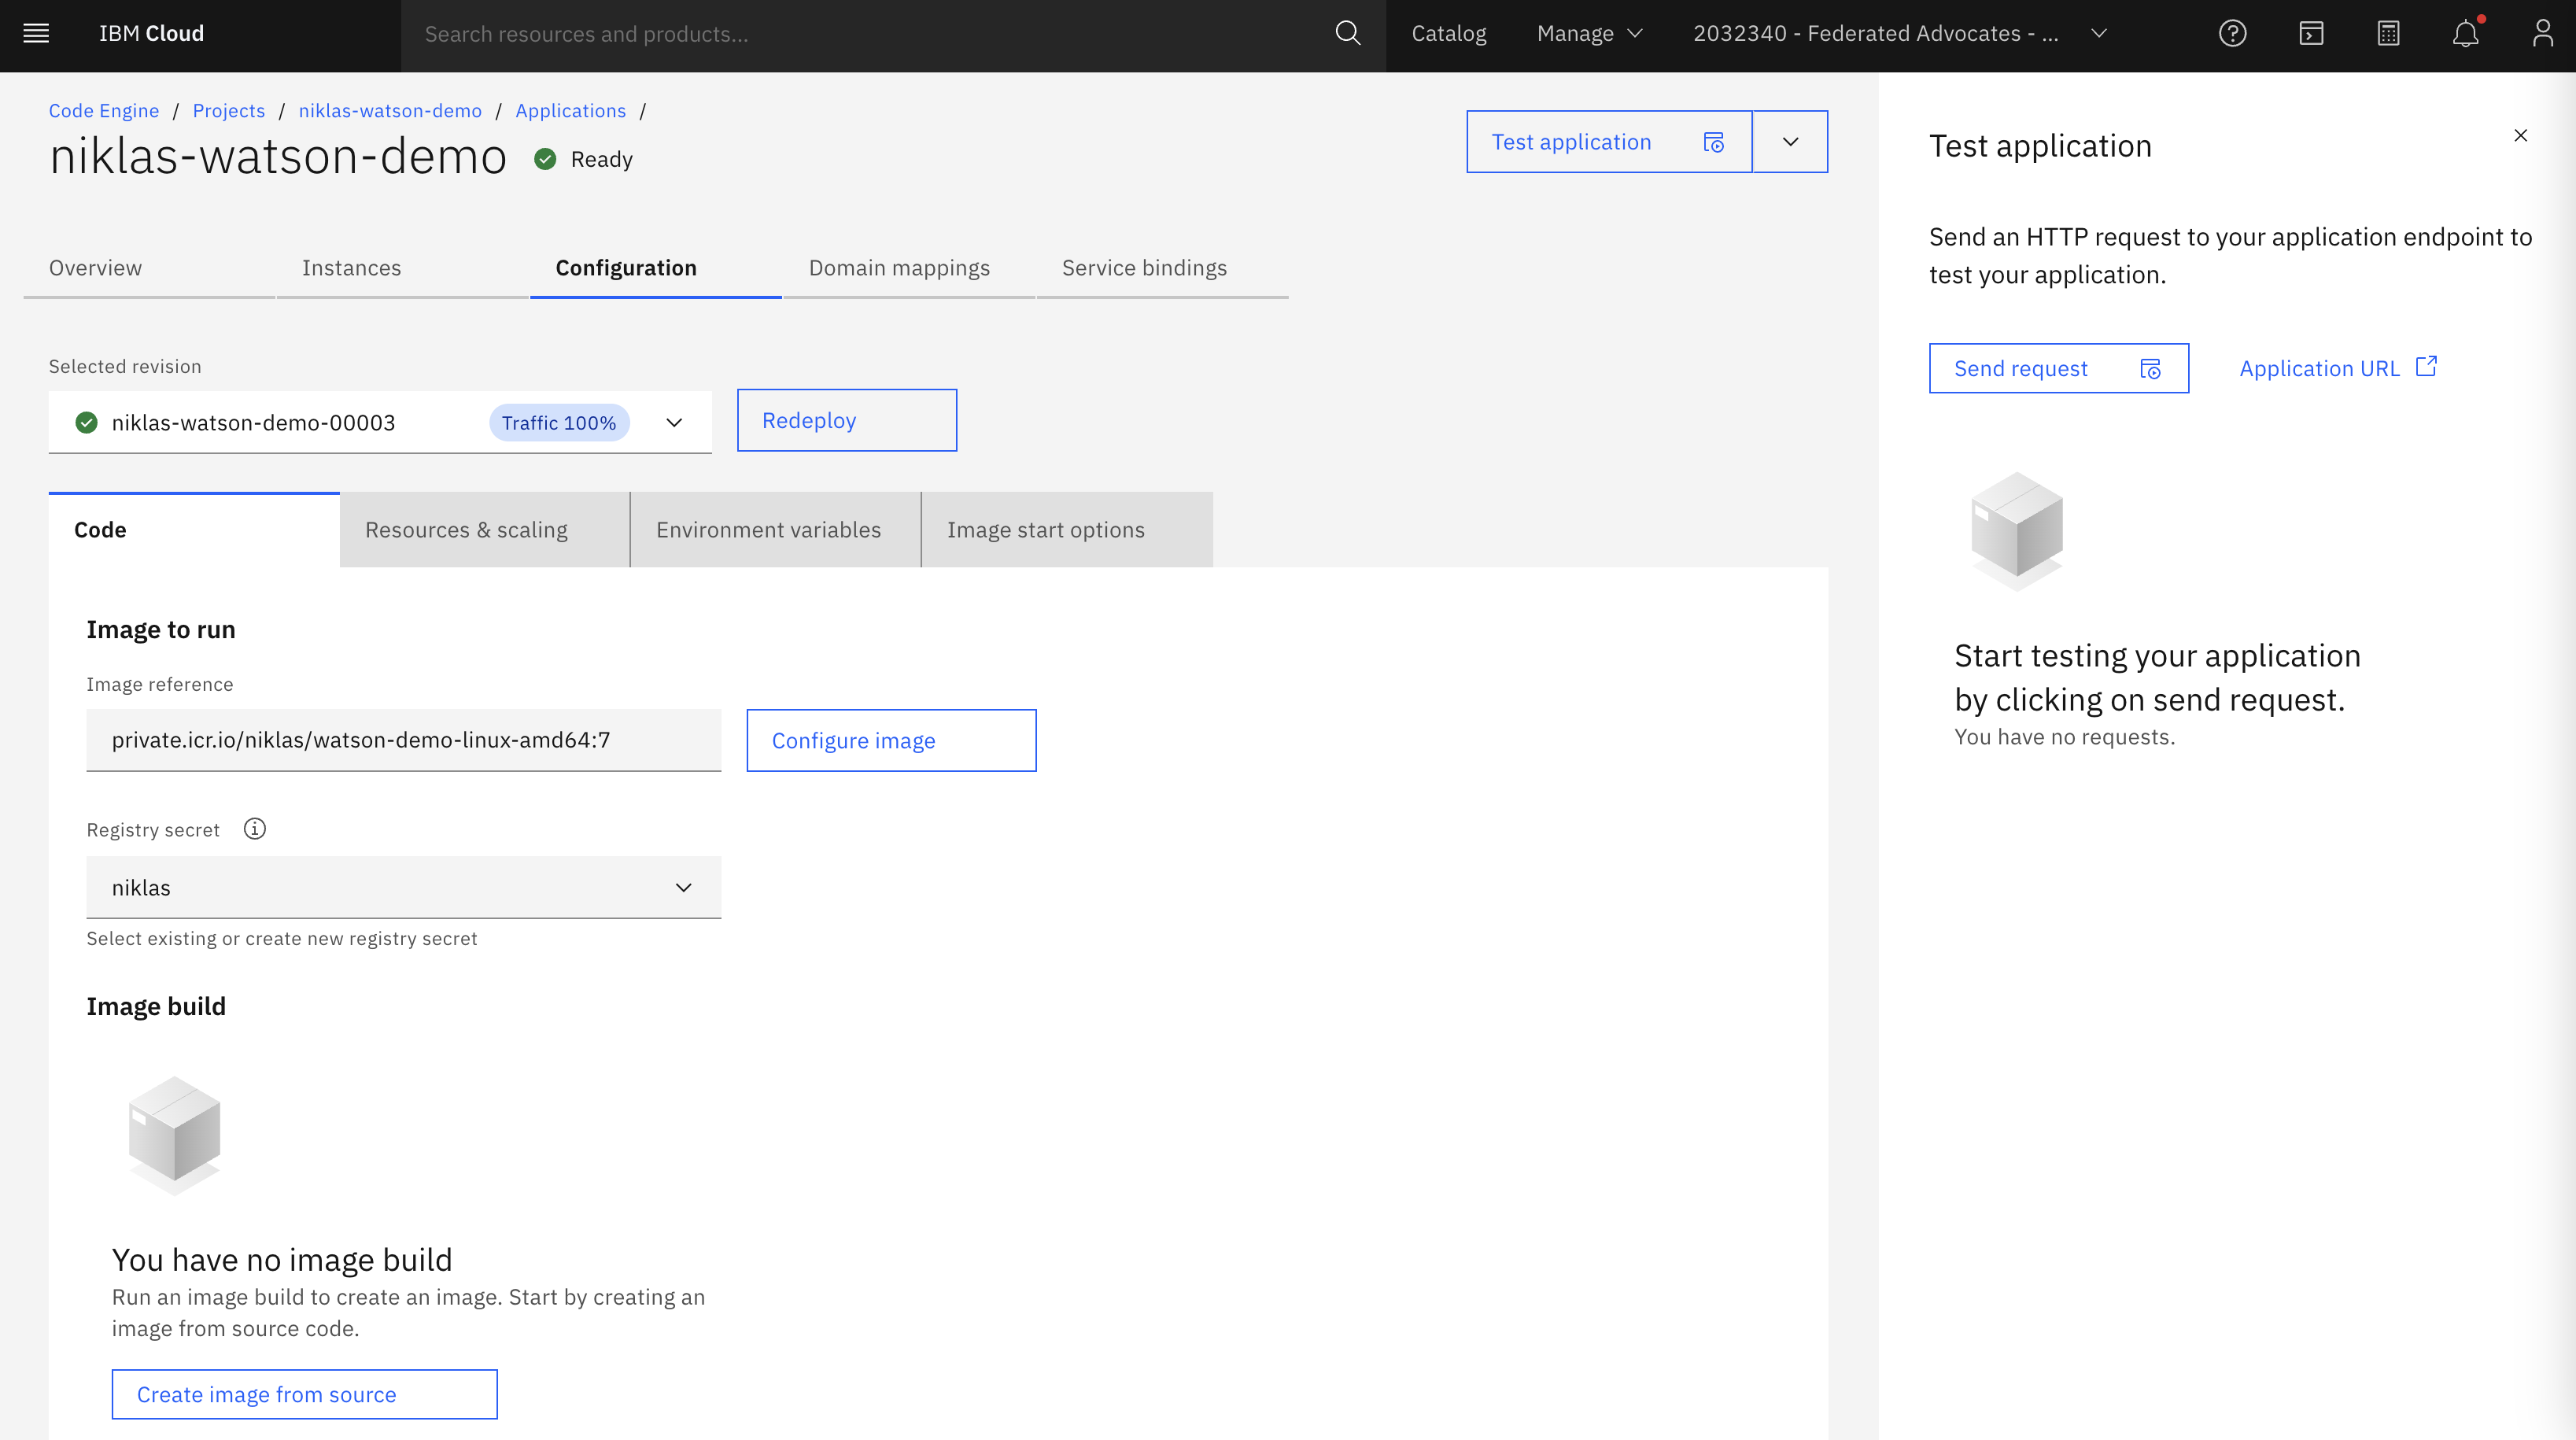 IBM Cloud
Search resources and products...
Catalog
Manage
2032340 - Federated Advocates - ...
Code Engine / Projects / niklas-watson-demo / Applications /
niklas-watson-demo
Ready
Test application
Overview
Instances
Configuration
Domain mappings
Service bindings
Selected revision
niklas-watson-demo-00003
Traffic 100%
Redeploy
Code
Resources & scaling
Environment variables
Image start options
Image to run
Image reference
private.icr.io/niklas/watson-demo-linux-amd64:7
Configure image
Registry secret
niklas
Select existing or create new registry secret
Image build
You have no image build
Run an image build to create an image. Start by creating an
image from source code.
Create image from source
Test application
Send an HTTP request to your application endpoint to
test your application.
Send request
Application URL
Start testing your application
by clicking on send request.
You have no requests.